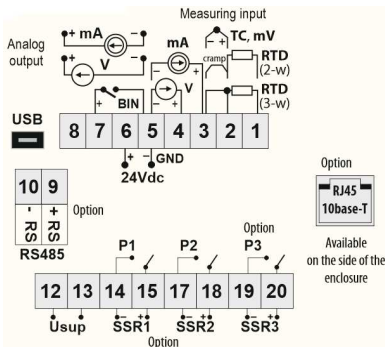 Measuring input
Analog
output
+ mA -
+ V -
mA
- +
- +
V
TC, mV
- +
cramp
RTD
(2-w)
RTD
(3-w)
USB
+ BIN -
8 7 6 5 4 3 2 1
+ - GND
24Vdc
10 9
- RS + RS
RS485
Option
Option
RJ45
10base-T
Available
on the side of the
enclosure
P1 P2 Option
P3
12 13 14 15 17 18 19 20
Usup - + SSR1 - + SSR2 - + SSR3
Option